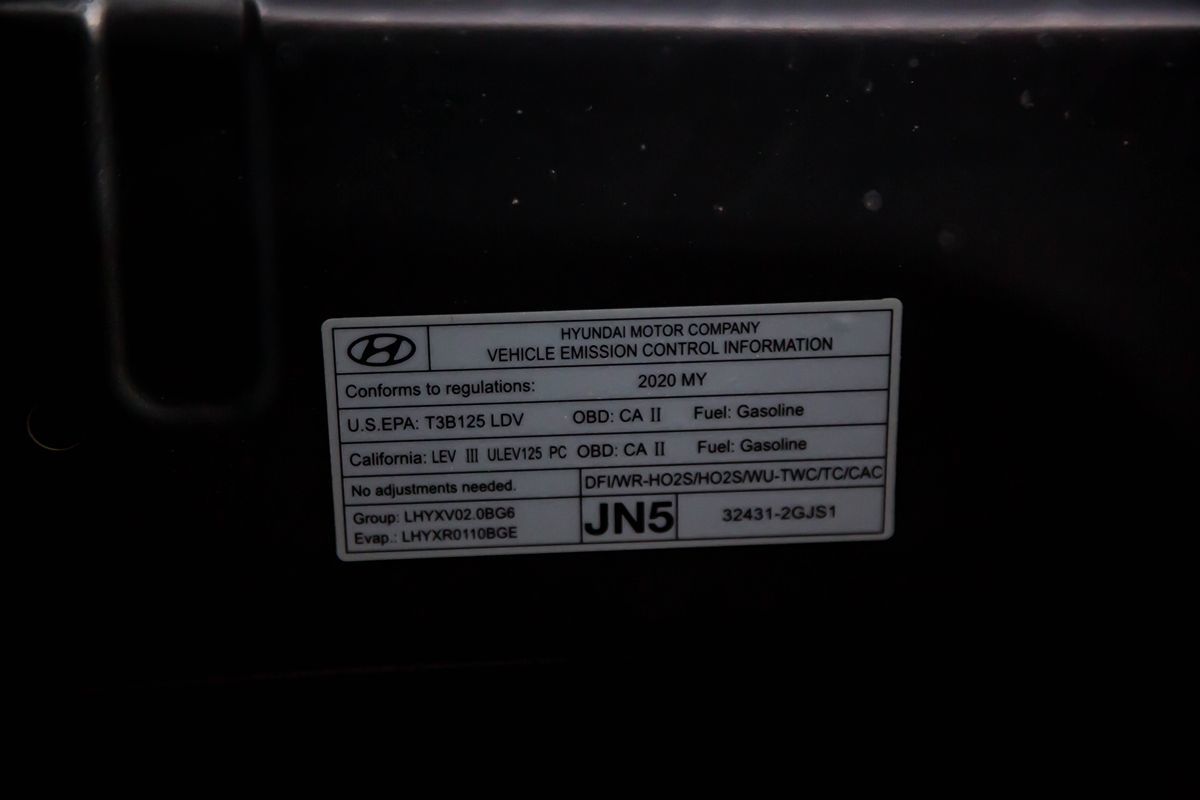 HYUNDAI MOTOR COMPANY
VEHICLE EMISSION CONTROL INFORMATION
Conforms to regulations: 2020 MY
U.S.EPA: T3B125 LDV OBD: CA II Fuel: Gasoline
California: LEV III ULEV125 PC OBD: CA II Fuel: Gasoline
No adjustments needed. DFI/WR-HO2S/HO2S/WU-TWC/TC/CAC
Group: LHYXV02.0BG6
Evap.: LHYXR0110BGE
JN5
32431-2GJS1